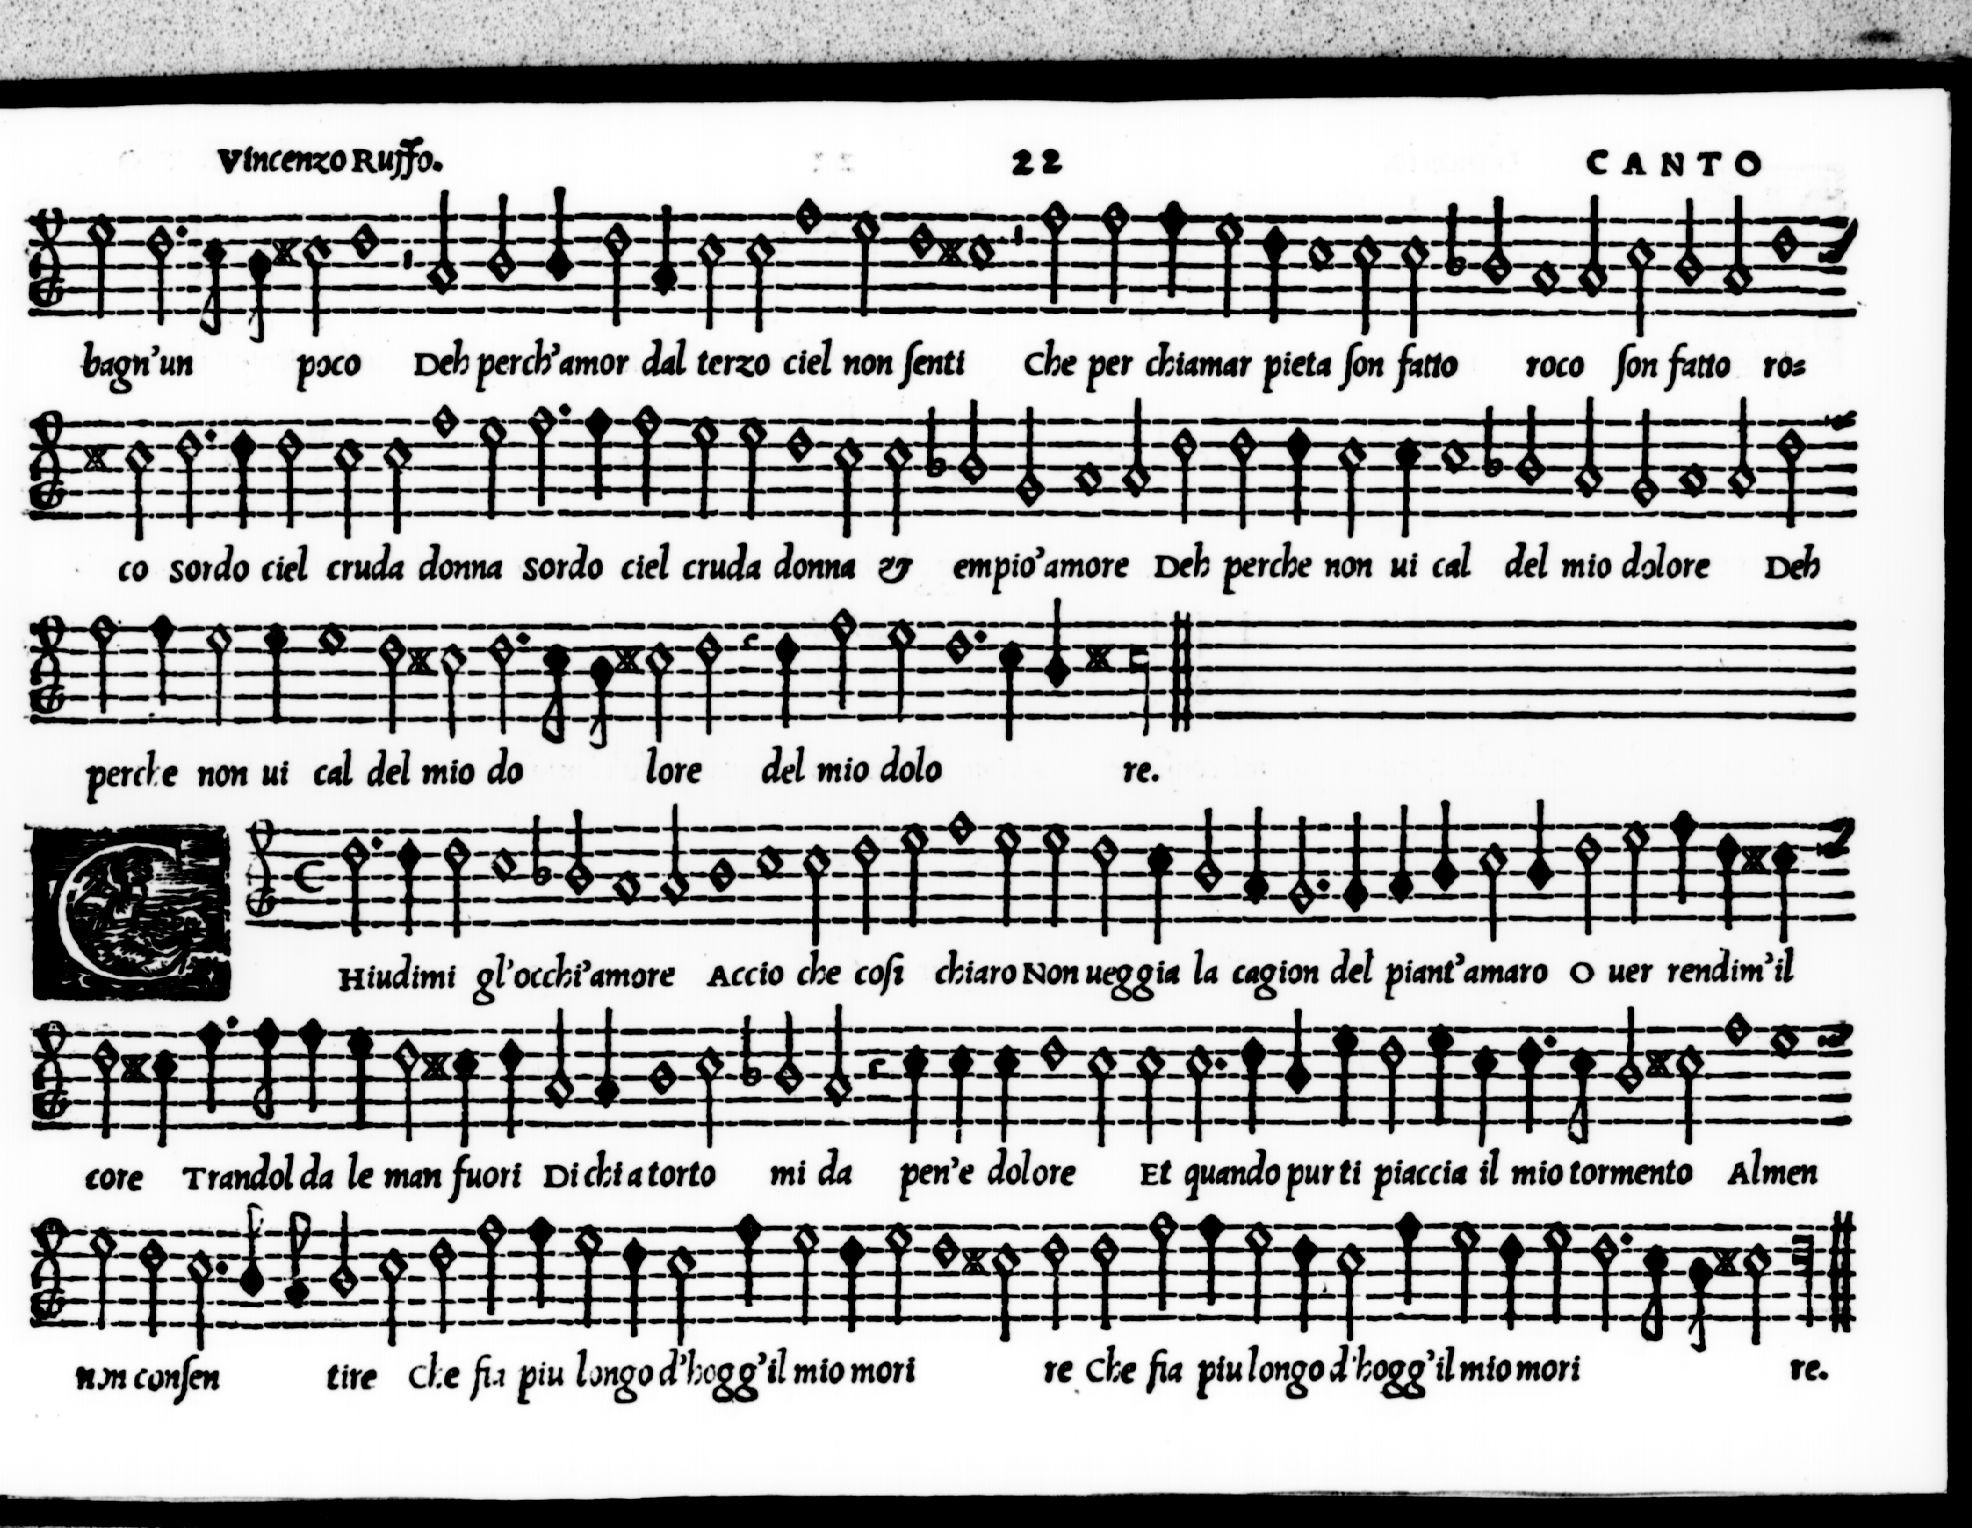 Vincenzo Ruffo. 22 CANTO
bagn'un poco Deh perch'amor dal terzo ciel non ſenti Che per chiamar pieta ſon fatto roco ſon fatto ro=
co sordo ciel cruda donna sordo ciel cruda donna & empio'amore Deh perche non ui cal del mio dolore Deh
perche non ui cal del mio do lore del mio dolo re.
C Hiudimi gl'occhi'amore Accio che coſi chiaro Non ueggia la cagion del piant'amaro O uer rendim'il
core Trandol da le man fuori Di chi a torto mi da pen'e dolore Et quando pur ti piaccia il mio tormento Almen
non conſen tire Che fia piu longo d'hogg'il mio mori re Che fia piu longo d'hogg'il mio mori re.